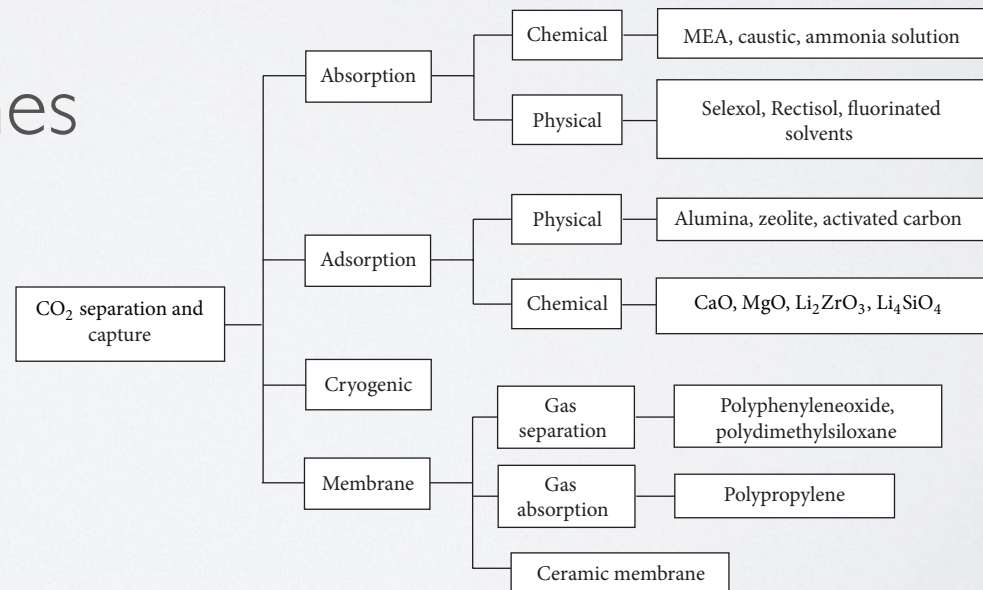 nes
CO₂ separation and
capture
Absorption
Chemical
MEA, caustic, ammonia solution
Physical
Selexol, Rectisol, fluorinated
solvents
Adsorption
Physical
Alumina, zeolite, activated carbon
Chemical
CaO, MgO, Li₂ZrO₃, Li₄SiO₄
Cryogenic
Membrane
Gas
separation
Polyphenyleneoxide,
polydimethylsiloxane
Gas
absorption
Polypropylene
Ceramic membrane